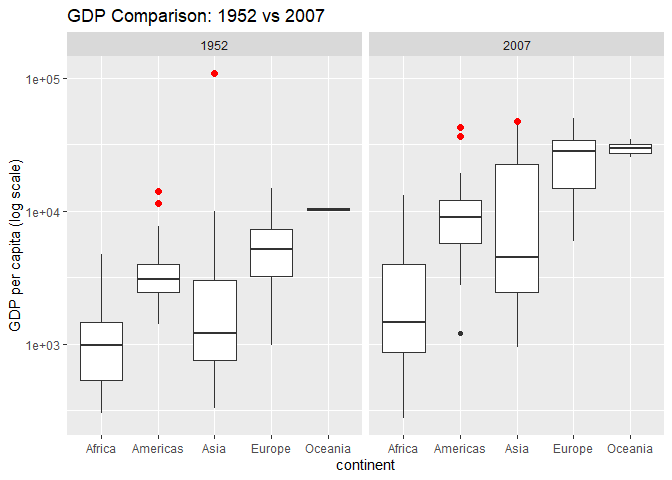 GDP Comparison: 1952 vs 2007
1952 2007
GDP per capita (log scale)
1e+05
1e+04
1e+03
Africa Americas Asia Europe Oceania Africa Americas Asia Europe Oceania
continent